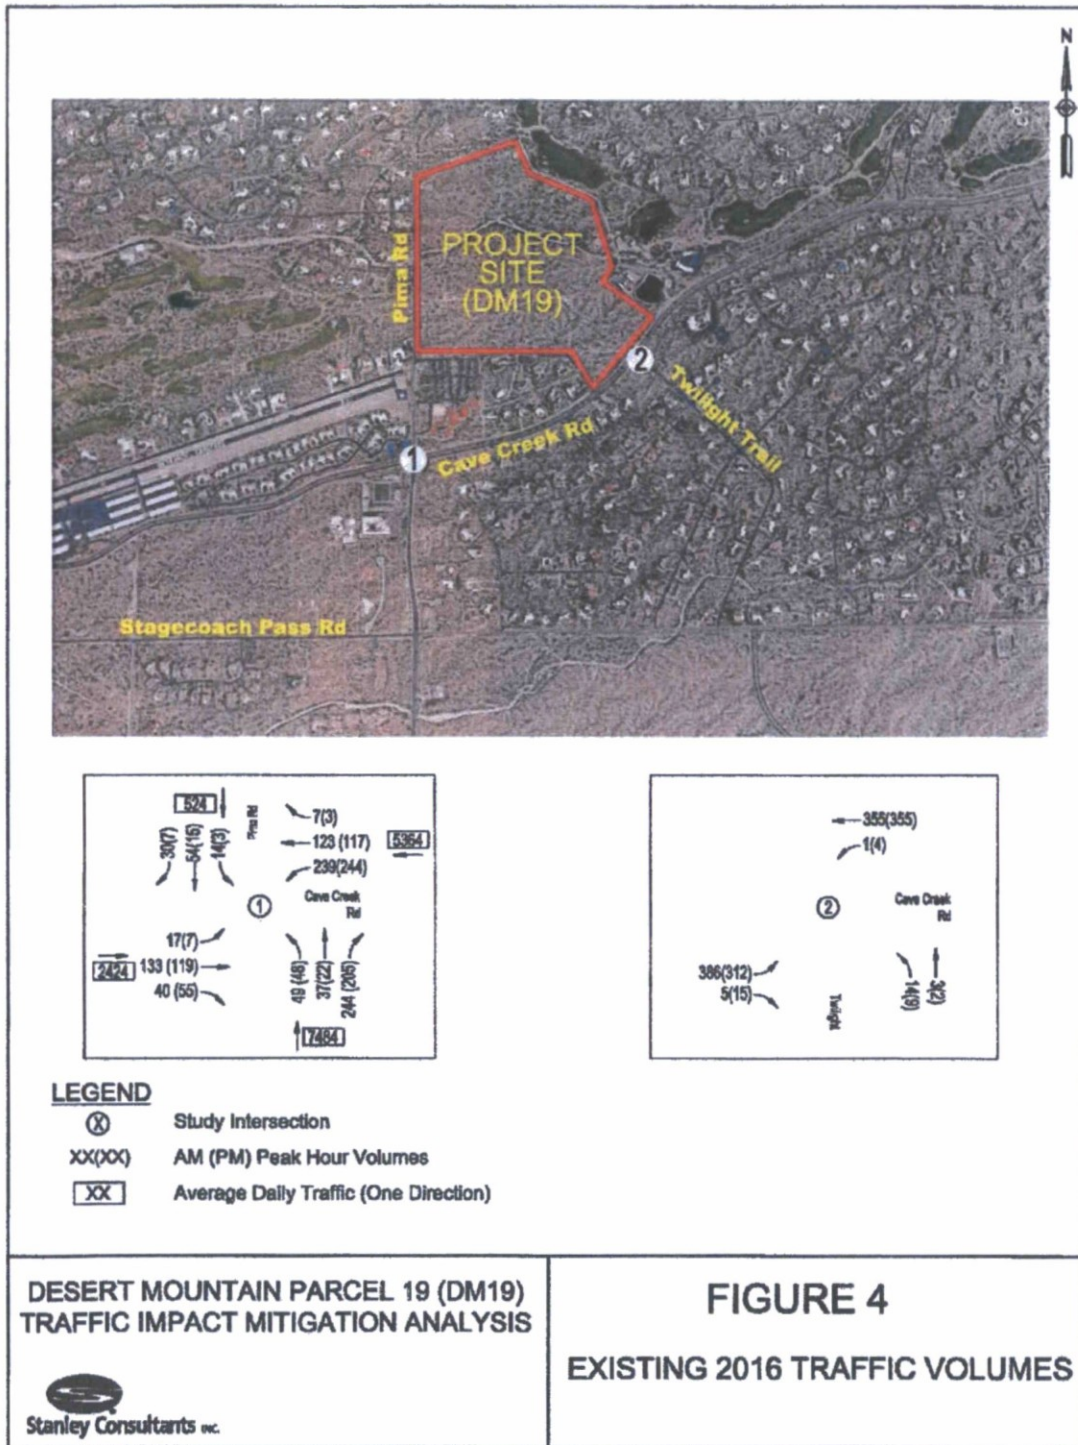 N
Pima Rd
PROJECT
SITE
(DM19)
2
Twilight Trail
1
Cave Creek Rd
Stagecoach Pass Rd
524
Pima Rd
30(7)
54(15)
14(3)
7(3)
123 (117)
239(244)
5364
1
Cave Creek
Rd
17(7)
133 (119)
40 (55)
2424
49 (48)
37(22)
244 (205)
7484
355(355)
1(4)
2
Cave Creek
Rd
386(312)
5(15)
Twilight
14(9)
3(2)
LEGEND
X Study Intersection
XX(XX) AM (PM) Peak Hour Volumes
XX Average Daily Traffic (One Direction)
DESERT MOUNTAIN PARCEL 19 (DM19)
TRAFFIC IMPACT MITIGATION ANALYSIS
Stanley Consultants INC.
FIGURE 4
EXISTING 2016 TRAFFIC VOLUMES